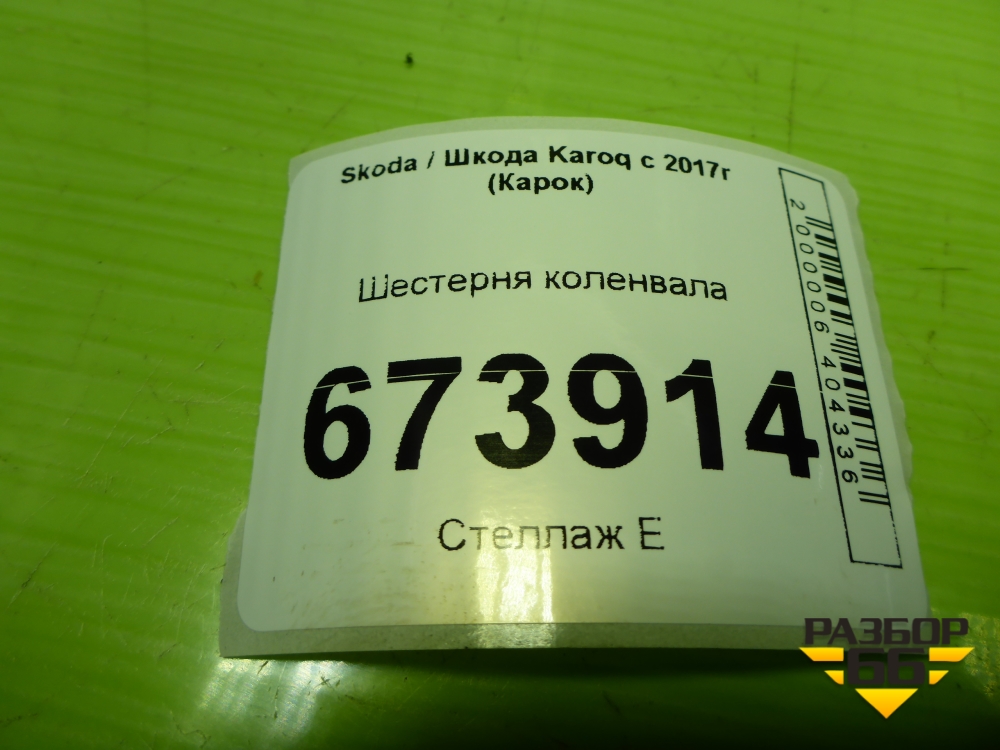 Skoda / Шкода Karoq с 2017г
(Карок)
Шестерня коленвала
673914
Стеллаж Е
2000006404336
РАЗБОР
66